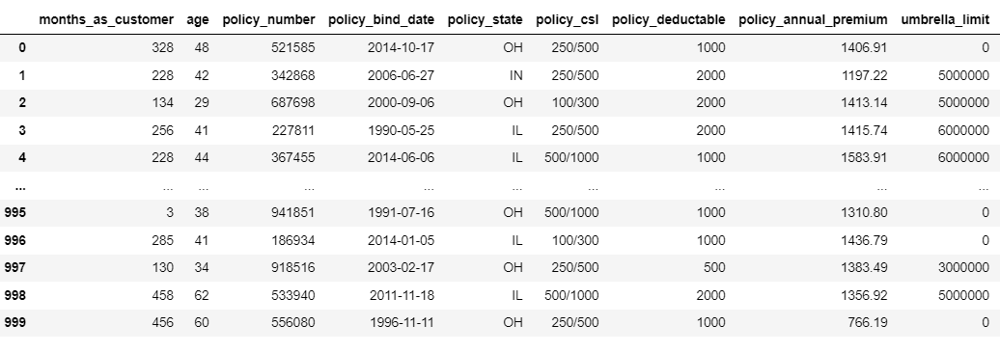 months_as_customer age policy_number policy_bind_date policy_state policy_csl policy_deductable policy_annual_premium umbrella_limit
0 328 48 521585 2014-10-17 OH 250/500 1000 1406.91 0
1 228 42 342868 2006-06-27 IN 250/500 2000 1197.22 5000000
2 134 29 687698 2000-09-06 OH 100/300 2000 1413.14 5000000
3 256 41 227811 1990-05-25 IL 250/500 2000 1415.74 6000000
4 228 44 367455 2014-06-06 IL 500/1000 1000 1583.91 6000000
... ... ... ... ... ... ... ... ... ...
995 3 38 941851 1991-07-16 OH 500/1000 1000 1310.80 0
996 285 41 186934 2014-01-05 IL 100/300 1000 1436.79 0
997 130 34 918516 2003-02-17 OH 250/500 500 1383.49 3000000
998 458 62 533940 2011-11-18 IL 500/1000 2000 1356.92 5000000
999 456 60 556080 1996-11-11 OH 250/500 1000 766.19 0